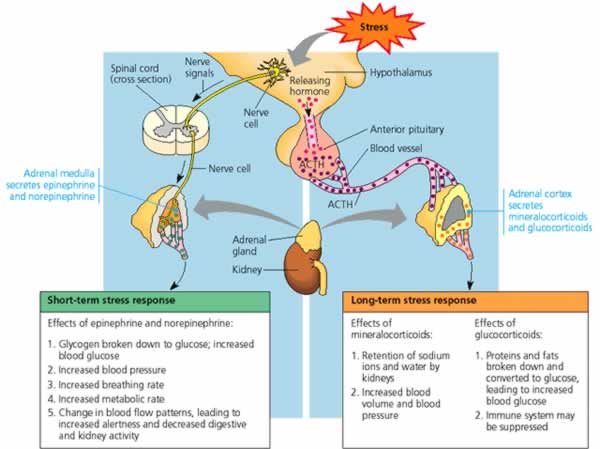 Stress
Spinal cord
(cross section)
Nerve
signals
Releasing
hormone
Hypothalamus
Nerve
cell
Anterior pituitary
Blood vessel
ACTH
Nerve cell
ACTH
Adrenal medulla
secretes epinephrine
and norepinephrine
Adrenal cortex
secretes
mineralocorticoids
and glucocorticoids
Adrenal
gland
Kidney
Short-term stress response
Effects of epinephrine and norepinephrine:
1. Glycogen broken down to glucose; increased
blood glucose
2. Increased blood pressure
3. Increased breathing rate
4. Increased metabolic rate
5. Change in blood flow patterns, leading to
increased alertness and decreased digestive
and kidney activity
Long-term stress response
Effects of
mineralocorticoids:
1. Retention of sodium
ions and water by
kidneys
2. Increased blood
volume and blood
pressure
Effects of
glucocorticoids:
1. Proteins and fats
broken down and
converted to glucose,
leading to increased
blood glucose
2. Immune system may
be suppressed